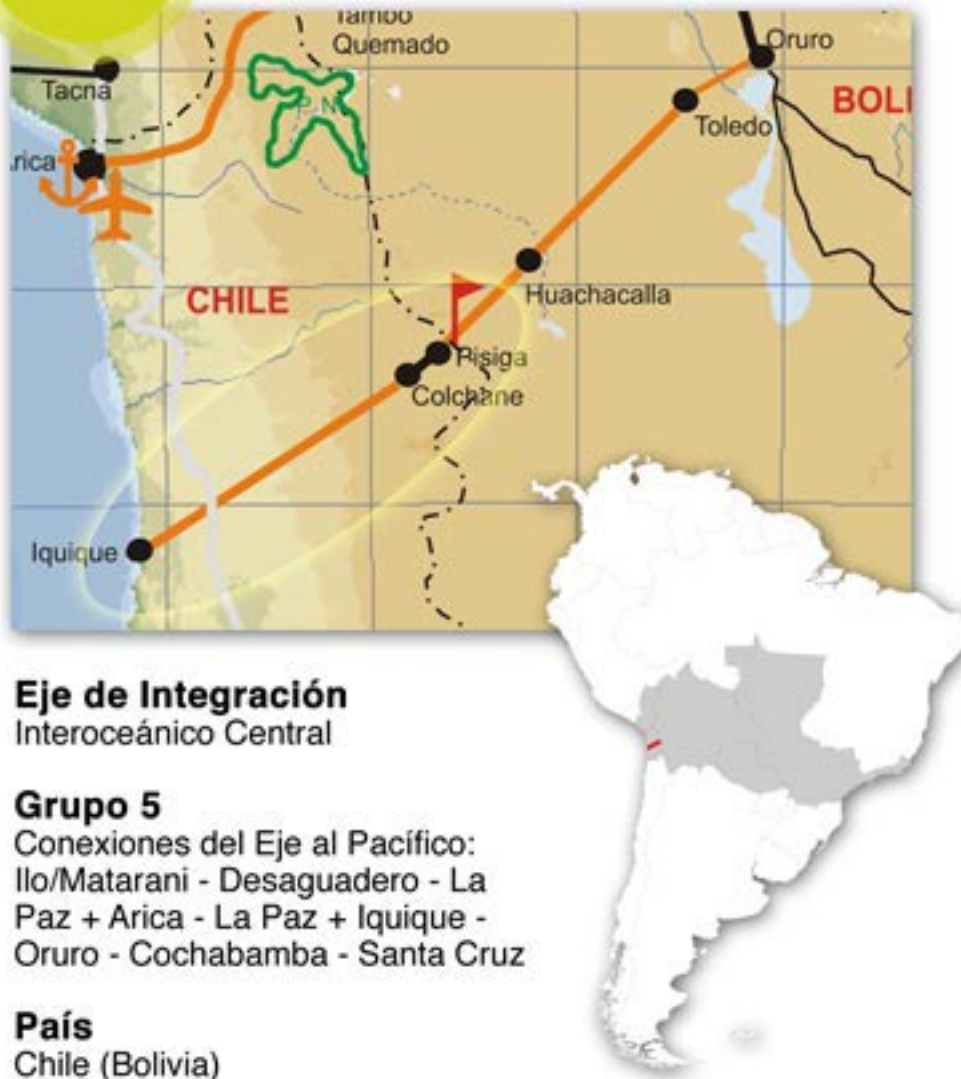 Tambo
Quemado
Oruro
Tacna
P. N.
Toledo
BOLI
rica
CHILE
Huachacalla
Pisiga
Colchane
Iquique
Eje de Integración
Interoceánico Central
Grupo 5
Conexiones del Eje al Pacífico:
Ilo/Matarani - Desaguadero - La
Paz + Arica - La Paz + Iquique -
Oruro - Cochabamba - Santa Cruz
País
Chile (Bolivia)